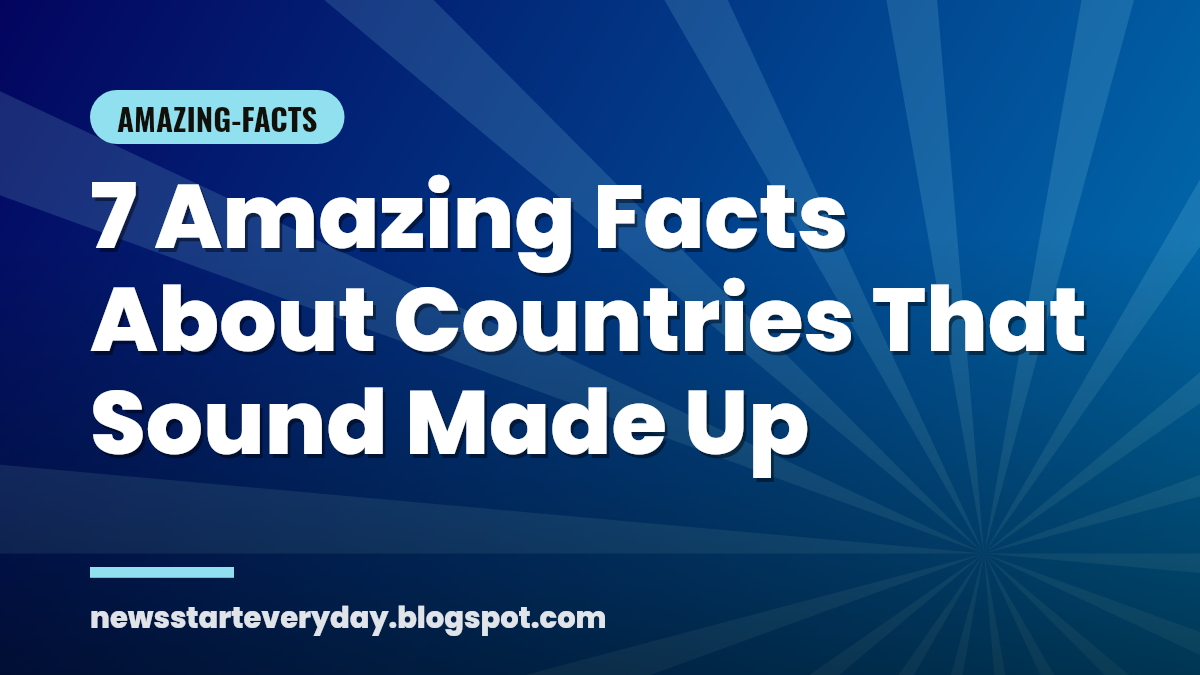 AMAZING-FACTS
7 Amazing Facts
About Countries That
Sound Made Up
newsstarteveryday.blogspot.com